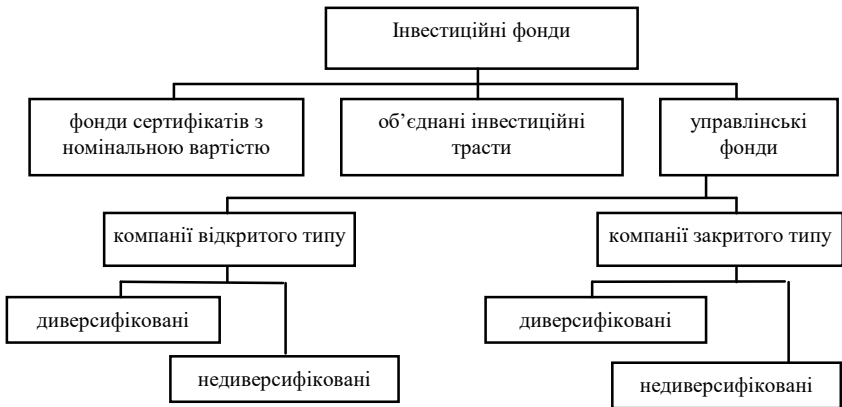 Інвестиційні фонди
фонди сертифікатів з
номінальною вартістю
об’єднані інвестиційні
трасти
управлінські
фонди
компанії відкритого типу
компанії закритого типу
диверсифіковані
диверсифіковані
недиверсифіковані
недиверсифіковані